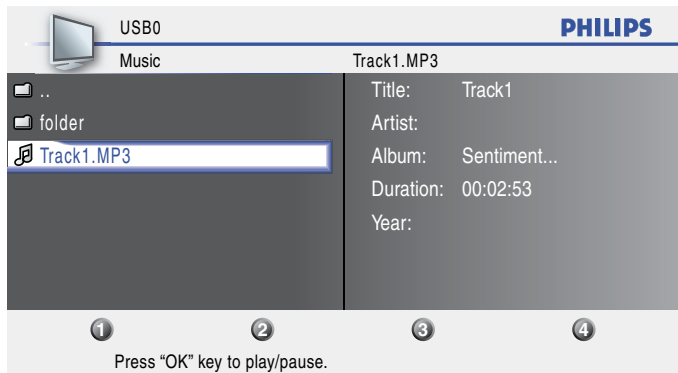 USB0
PHILIPS
Music
Track1.MP3
..
folder
Track1.MP3
Title: Track1
Artist:
Album: Sentiment...
Duration: 00:02:53
Year:
1 2 3 4
Press “OK” key to play/pause.